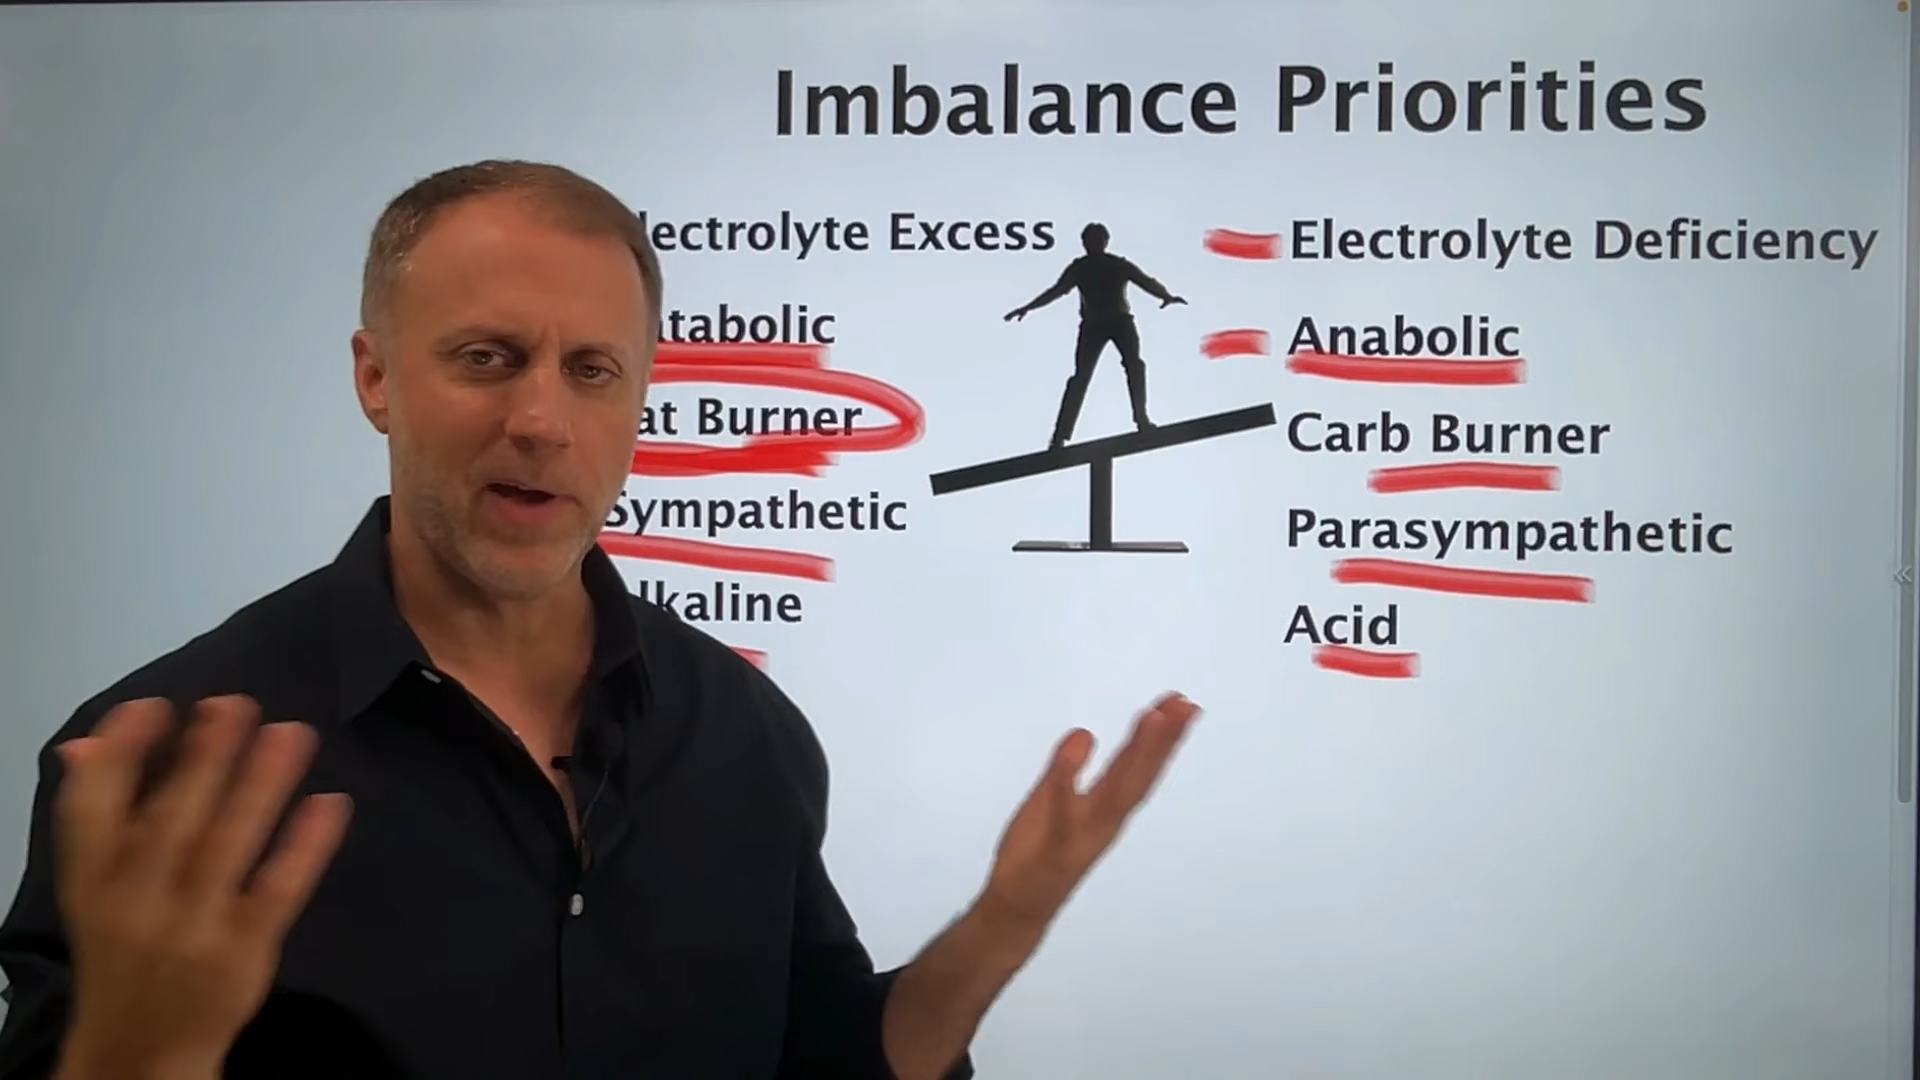 Imbalance Priorities
lectrolyte Excess
tabolic
at Burner
Sympathetic
lkaline
Electrolyte Deficiency
Anabolic
Carb Burner
Parasympathetic
Acid